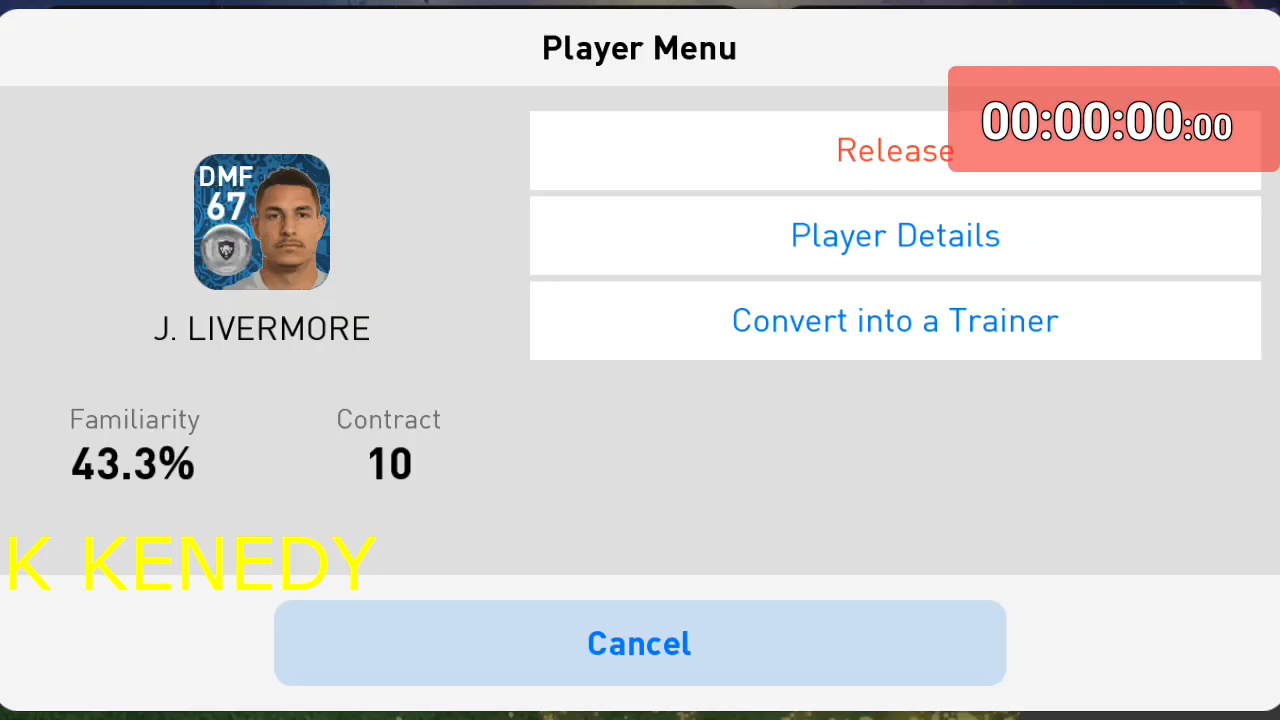 Player Menu
00:00:00:00
Release
Player Details
Convert into a Trainer
DMF
67
J. LIVERMORE
Familiarity
Contract
43.3%
10
K KENEDY
Cancel